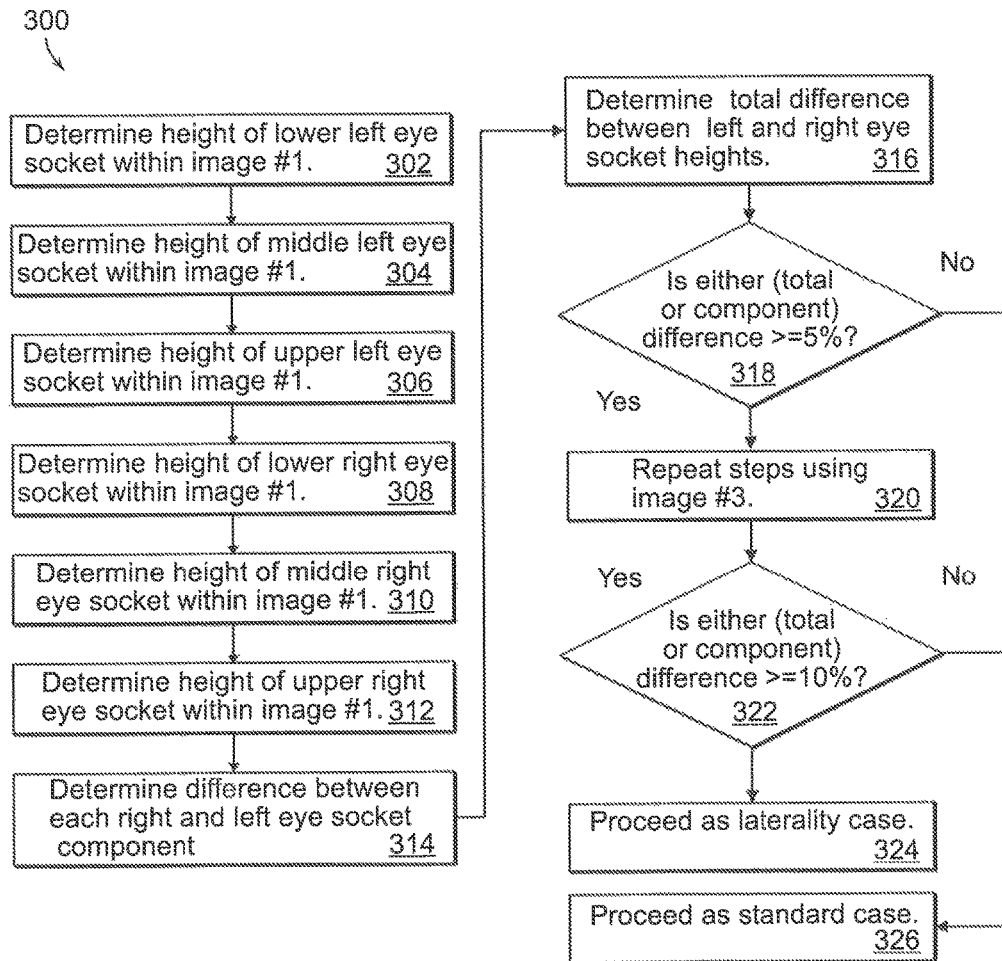 300
Determine height of lower left eye
socket within image #1. 302
Determine height of middle left eye
socket within image #1. 304
Determine height of upper left eye
socket within image #1. 306
Determine height of lower right eye
socket within image #1. 308
Determine height of middle right
eye socket within image #1. 310
Determine height of upper right
eye socket within image #1. 312
Determine difference between
each right and left eye socket
component 314
Determine total difference
between left and right eye
socket heights. 316
Is either (total
or component)
difference >=5%?
318
No
Yes
Repeat steps using
image #3. 320
Yes
No
Is either (total
or component)
difference >=10%?
322
Proceed as laterality case.
324
Proceed as standard case.
326